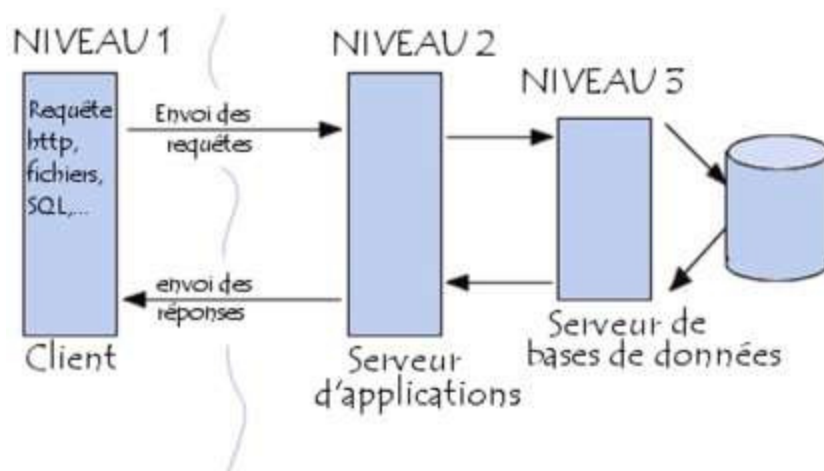 NIVEAU 1
NIVEAU 2
NIVEAU 3
Requête
http,
fichiers,
SQL,...
Envoi des
requêtes
envoi des
réponses
Client
Serveur
d'applications
Serveur de
bases de données